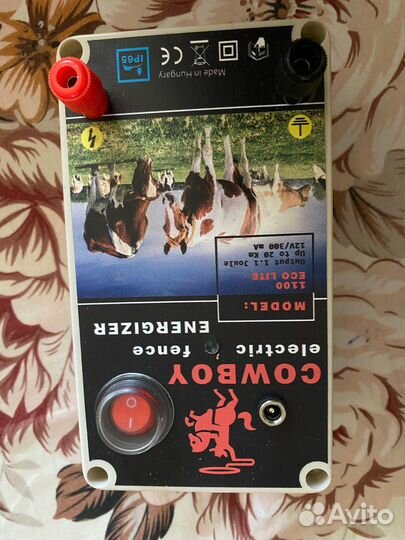 COWBOY
electric fence
ENERGIZER
MODEL:
ECO LITE
1100
Output 1.1 Joule
Up to 20 Km
12V/300 mA
Made in Hungary
CE
IP65
Avito